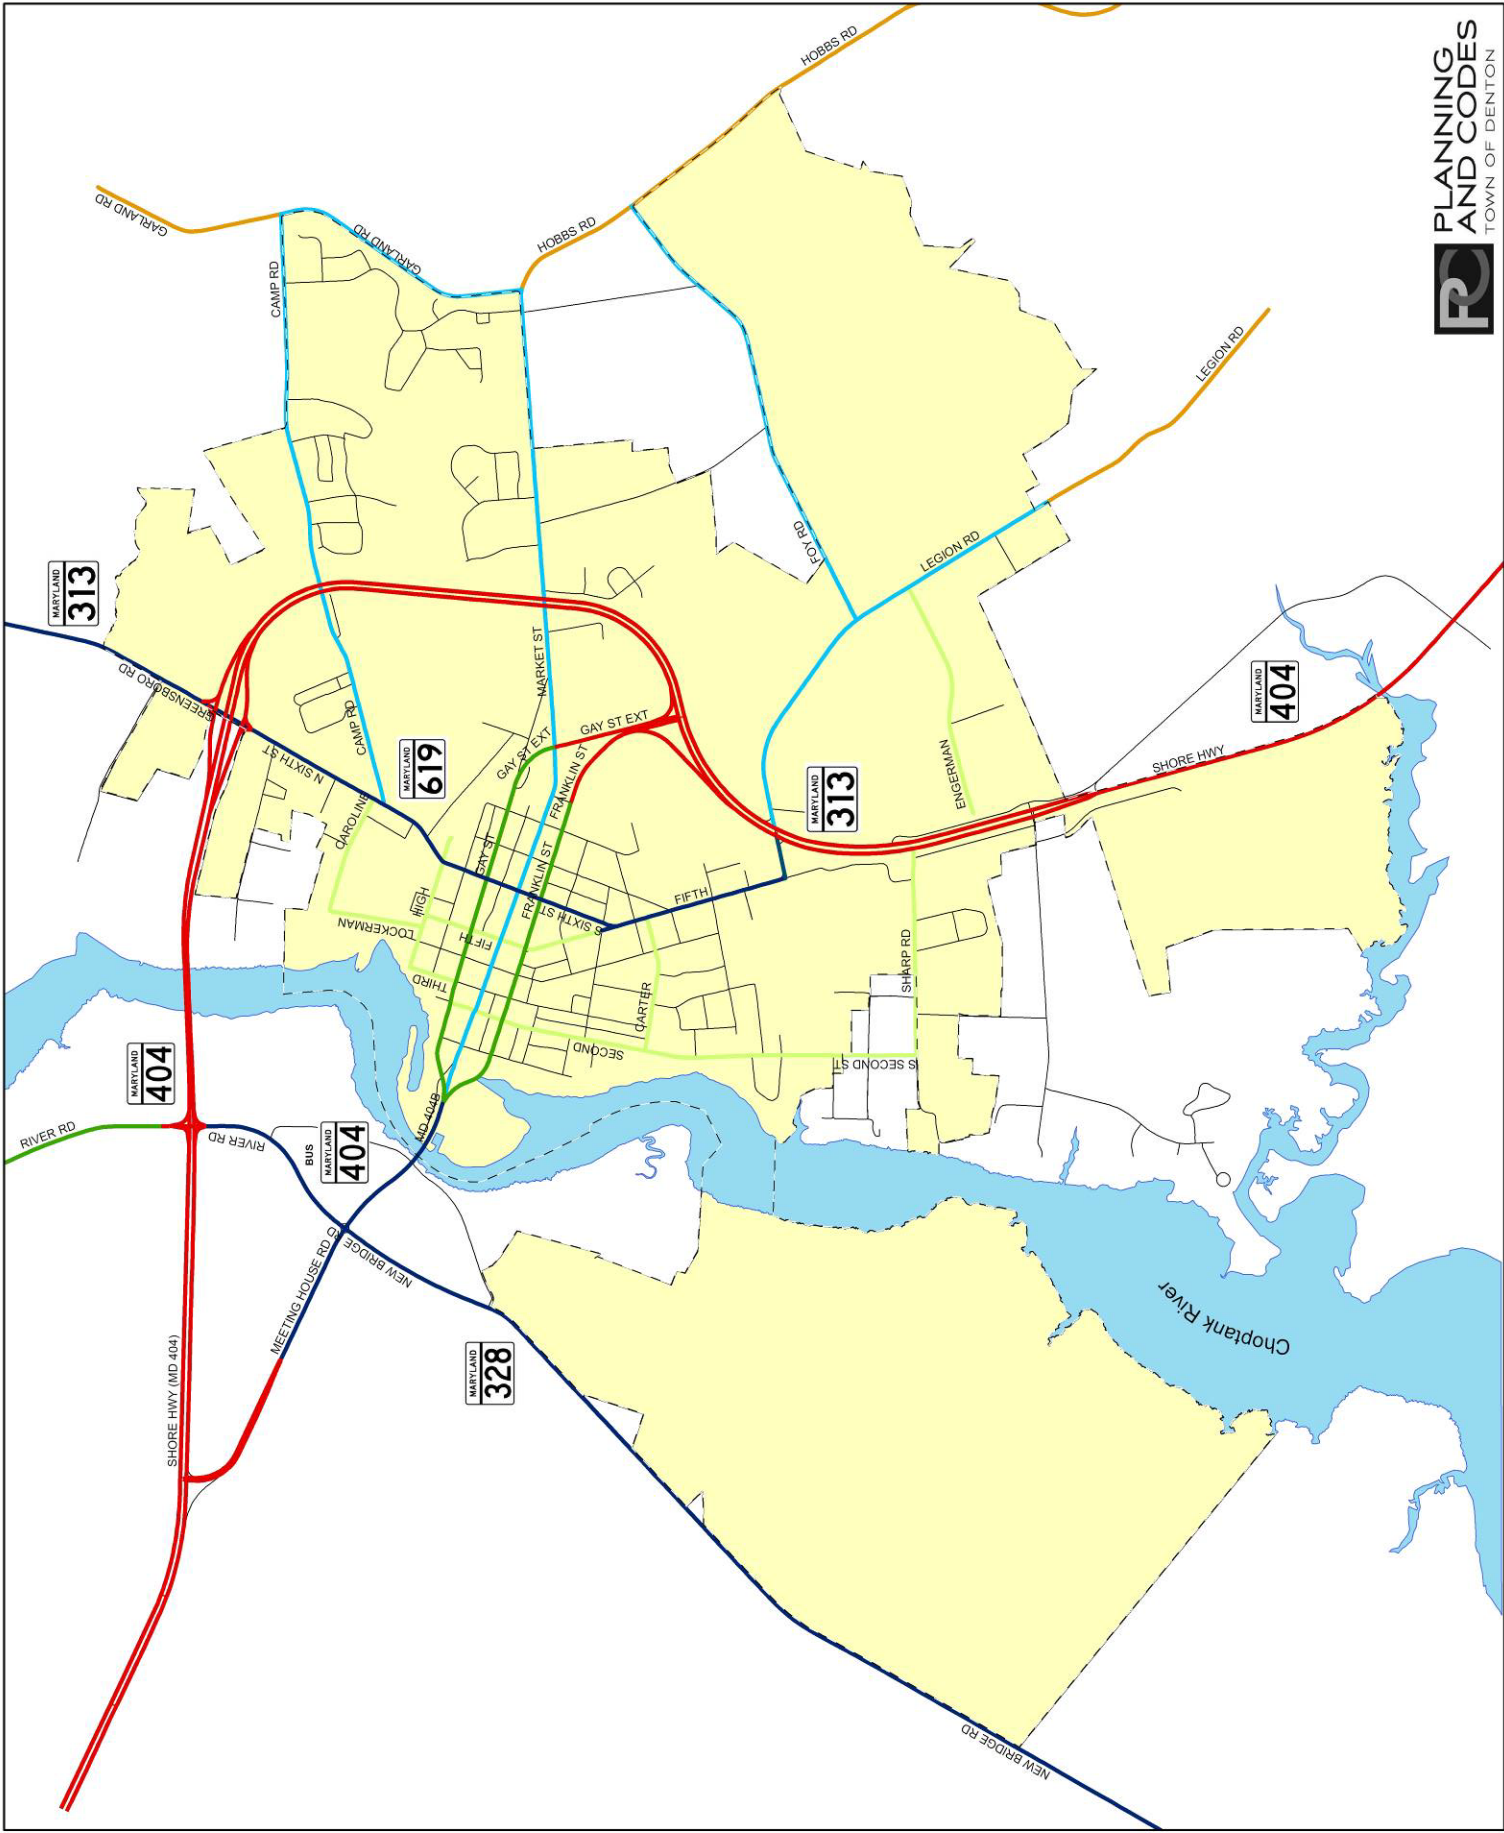 HOBBS RD
PLANNING
AND CODES
TOWN OF DENTON
PC
GARLAND RD
GARLAND RD
HOBBS RD
CAMP RD
LEGION RD
MARYLAND
313
FOY RD
LEGION RD
GREENSBORO RD
MARKET ST
N SIXTH ST
CAMP RD
MARYLAND
619
GAY ST EXT
GAY ST EXT
FRANKLIN ST
MARYLAND
404
SHORE HWY
MARYLAND
313
ENGERMAN
CAROLINE
GAY ST
FRANKLIN ST
HIGH
S SIXTH ST
FIFTH
LOCKERMAN
FIFTH
THIRD
SHARP RD
CARTER
SECOND
S SECOND ST
MARYLAND
404
RIVER RD
RIVER RD
MD 404B
BUS
MARYLAND
404
NEW BRIDGE RD
MEETING HOUSE RD
SHORE HWY (MD 404)
MARYLAND
328
Choptank River
NEW BRIDGE RD